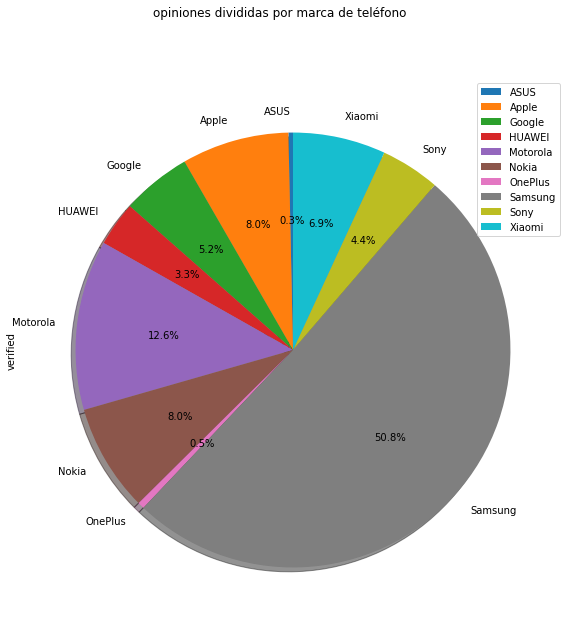 opiniones divididas por marca de teléfono
ASUS
Apple
Google
HUAWEI
Motorola
Nokia
OnePlus
Samsung
Sony
Xiaomi
ASUS
Apple
Google
HUAWEI
Motorola
Nokia
OnePlus
Samsung
Sony
Xiaomi
0.3%
8.0%
5.2%
3.3%
12.6%
8.0%
0.5%
50.8%
4.4%
6.9%
verified